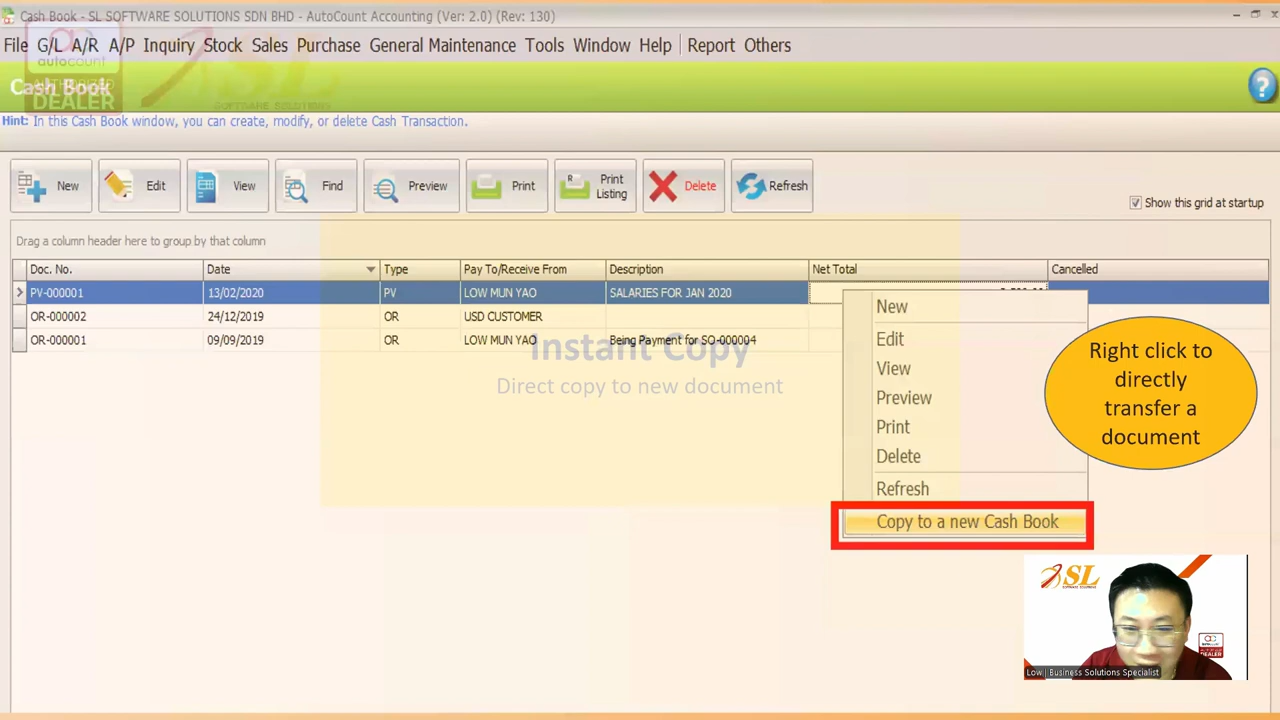 Cash Book - SL SOFTWARE SOLUTIONS SDN BHD - AutoCount Accounting (Ver: 2.0) (Rev: 130)
File G/L A/R A/P Inquiry Stock Sales Purchase General Maintenance Tools Window Help Report Others
autocount
Cash Book
AUTHORIZED
DEALER
SL
SOFTWARE SOLUTIONS
Hint: In this Cash Book window, you can create, modify, or delete Cash Transaction.
New Edit View Find Preview Print Print Listing Delete Refresh
Show this grid at startup
Drag a column header here to group by that column
Doc. No. Date Type Pay To/Receive From Description Net Total Cancelled
PV-000001 13/02/2020 PV LOW MUN YAO SALARIES FOR JAN 2020
OR-000002 24/12/2019 OR USD CUSTOMER
OR-000001 09/09/2019 OR LOW MUN YAO Being Payment for SO-000004
Instant Copy
Direct copy to new document
New
Edit
View
Preview
Print
Delete
Refresh
Copy to a new Cash Book
Right click to
directly
transfer a
document
SL
DEALER
Low | Business Solutions Specialist